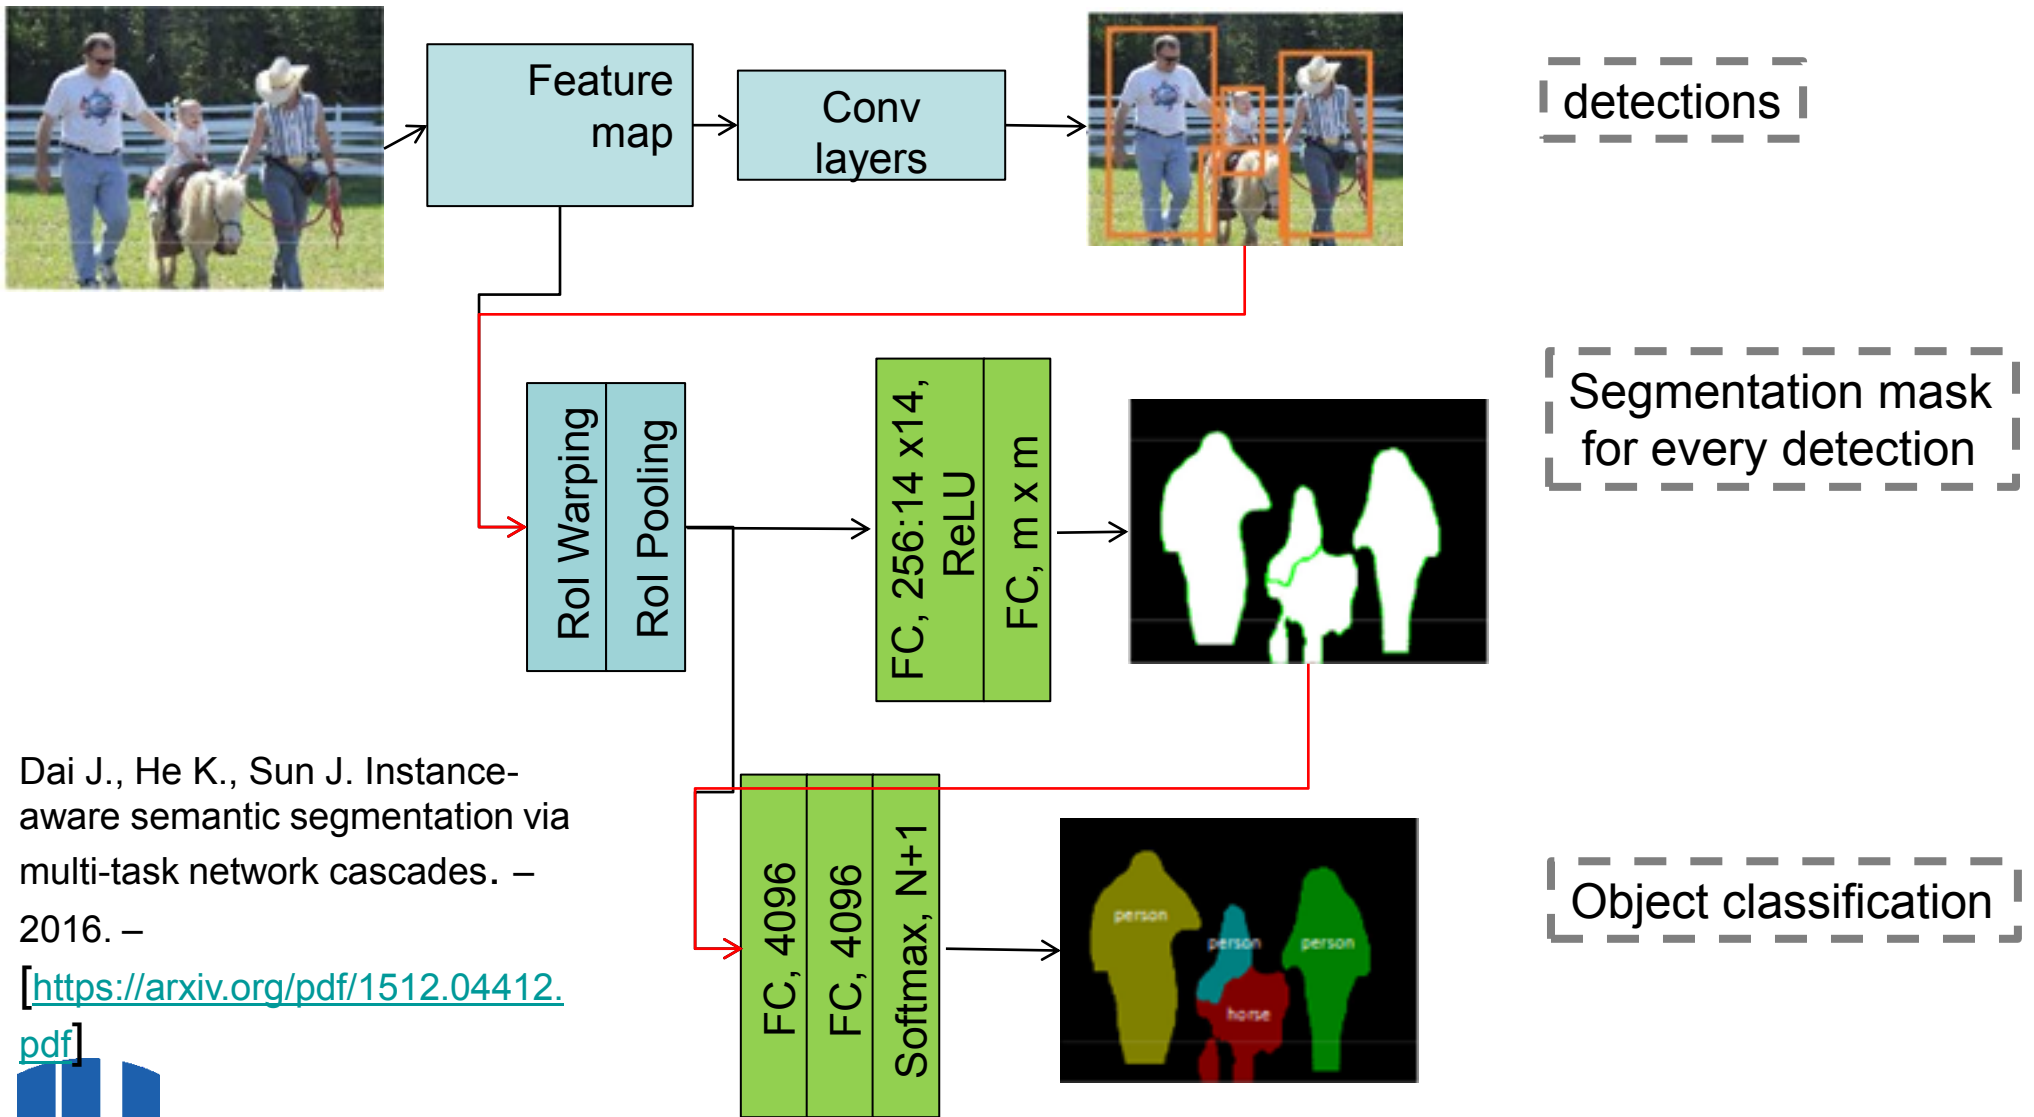 Feature
map
Conv
layers
detections
RoI Warping
RoI Pooling
FC, 256:14 x14,
ReLU
FC, m x m
Segmentation mask
for every detection
Dai J., He K., Sun J. Instance-
aware semantic segmentation via
multi-task network cascades. –
2016. –
[https://arxiv.org/pdf/1512.04412.
pdf]
FC, 4096
FC, 4096
Softmax, N+1
person
person
person
horse
Object classification